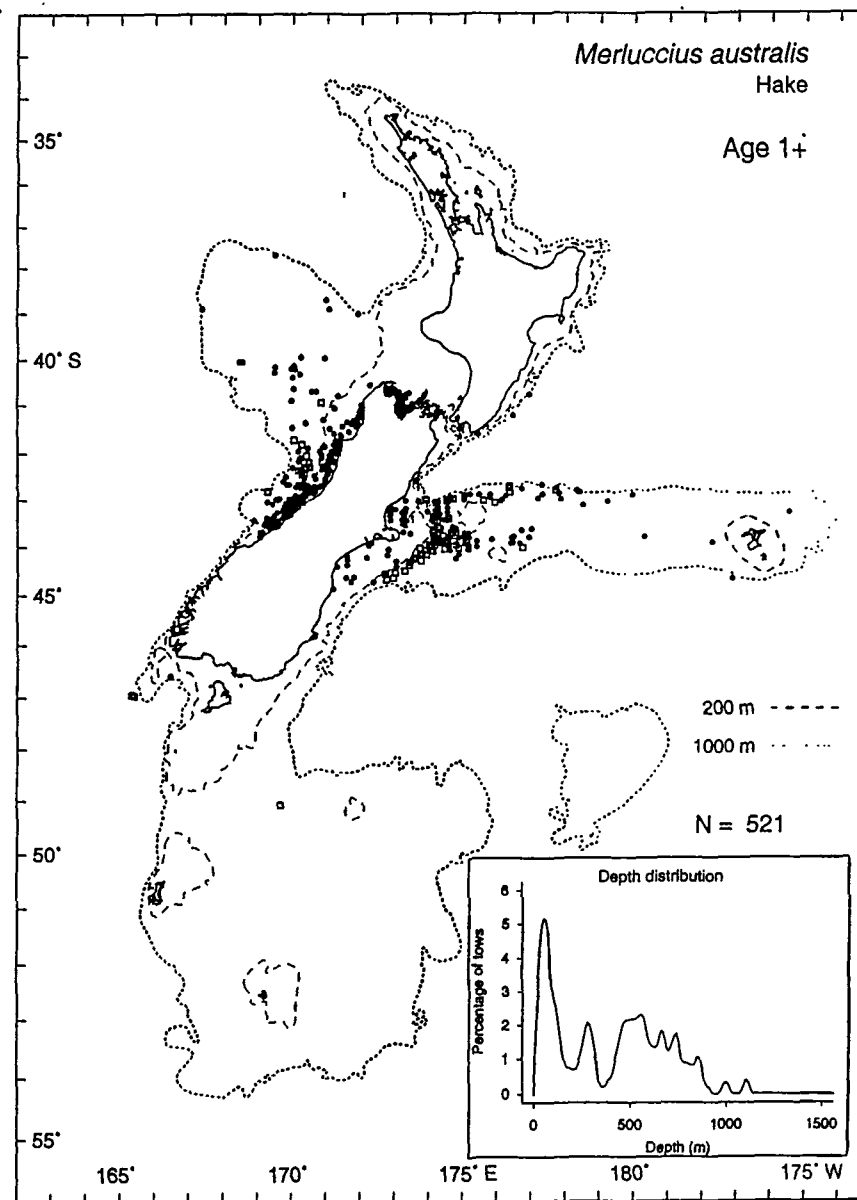 Merluccius australis
Hake
Age 1+
35°
40° S
45°
200 m
1000 m
N = 521
50°
Depth distribution
6
5
4
3
2
1
0
Percentage of tows
0 500 1000 1500
Depth (m)
55°
165° 170° 175° E 180° 175° W